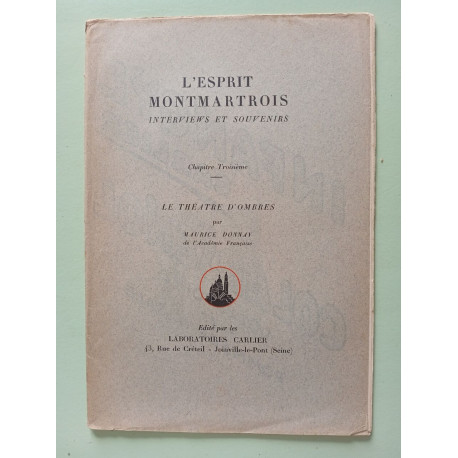 L'ESPRIT
MONTMARTROIS
INTERVIEWS ET SOUVENIRS
Chapitre Troisième
LE THÉATRE D'OMBRES
par
MAURICE DONNAY
de l'Académie Française
Edité par les
LABORATOIRES CARLIER
43, Rue de Créteil - Joinville-le-Pont (Seine)